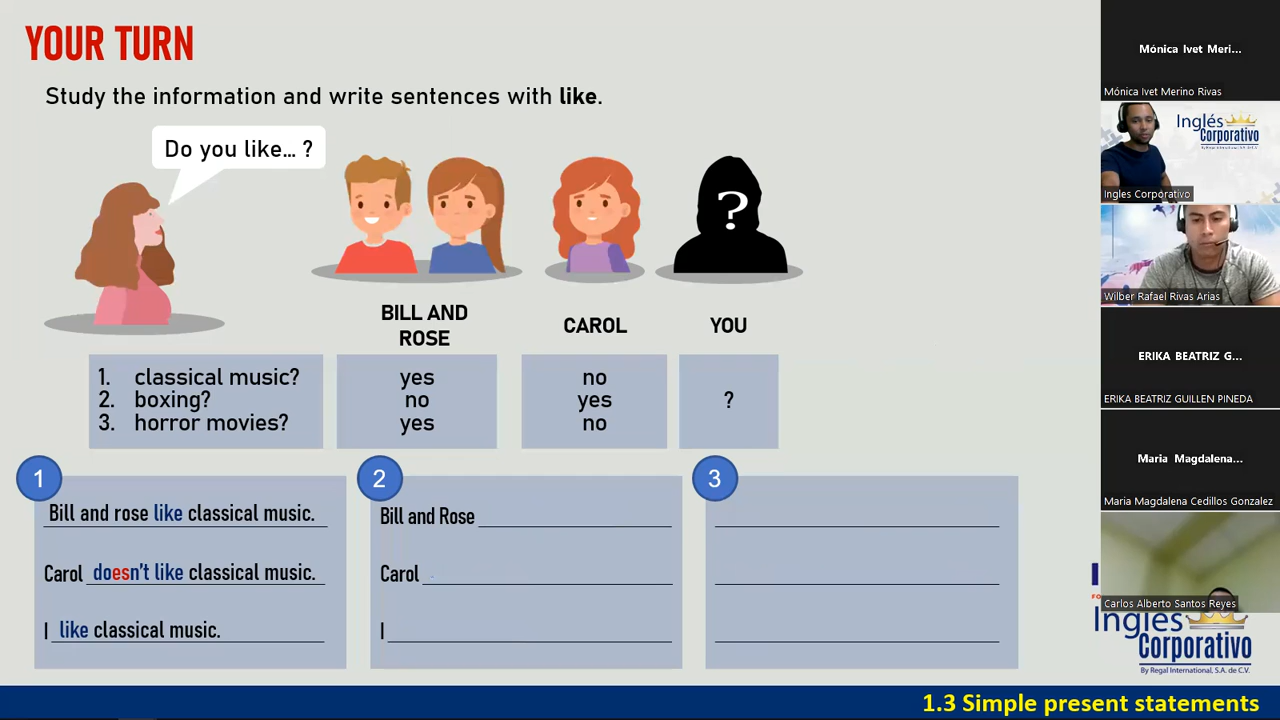 YOUR TURN
Study the information and write sentences with like.
Do you like... ?
?
BILL AND
ROSE
CAROL
YOU
1. classical music?
2. boxing?
3. horror movies?
yes
no
yes
no
yes
no
?
1
Bill and rose like classical music.
Carol doesn't like classical music.
I like classical music.
2
Bill and Rose
Carol
I
3
Mónica Ivet Meri...
Mónica Ivet Merino Rivas
Inglés
Corporativo
By Regal International, S.A. de C.V.
Ingles Corporativo
Wilber Rafael Rivas Arias
ERIKA BEATRIZ G...
ERIKA BEATRIZ GUILLEN PINEDA
Maria Magdalena...
Maria Magdalena Cedillos Gonzalez
Carlos Alberto Santos Reyes
Inglés
Corporativo
By Regal International, S.A. de C.V.
1.3 Simple present statements